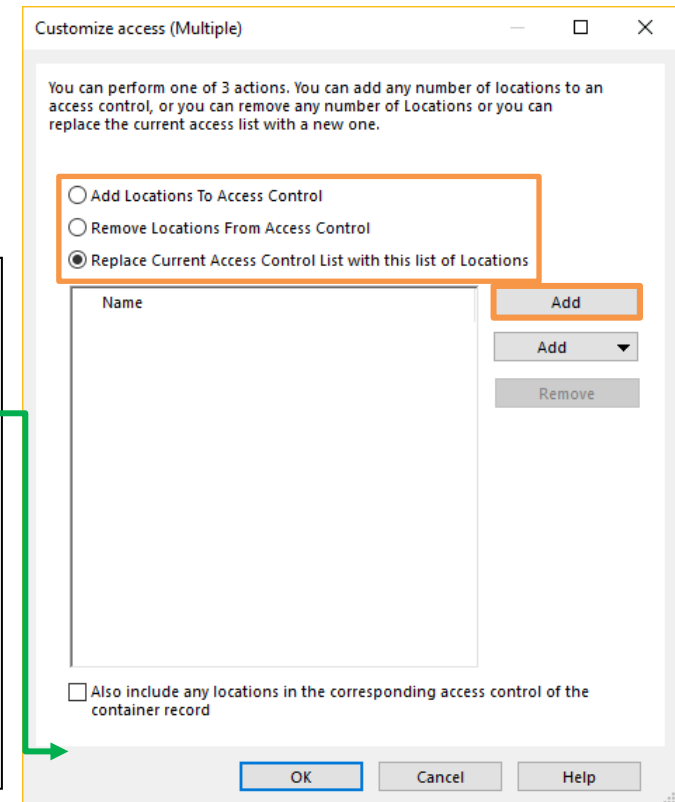 Customize access (Multiple)
You can perform one of 3 actions. You can add any number of locations to an
access control, or you can remove any number of Locations or you can
replace the current access list with a new one.
Add Locations To Access Control
Remove Locations From Access Control
Replace Current Access Control List with this list of Locations
Name
Add
Add
Remove
Also include any locations in the corresponding access control of the
container record
OK Cancel Help